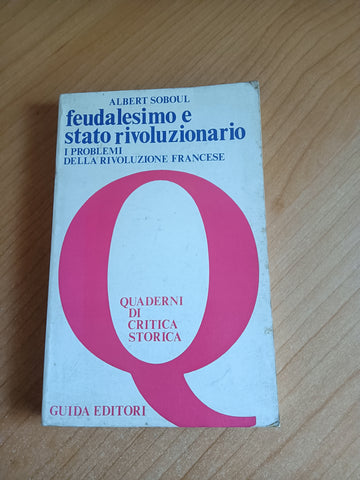 ALBERT SOBOUL
feudalesimo e
stato rivoluzionario
I PROBLEMI
DELLA RIVOLUZIONE FRANCESE
Q
QUADERNI
DI
CRITICA
STORICA
GUIDA EDITORI